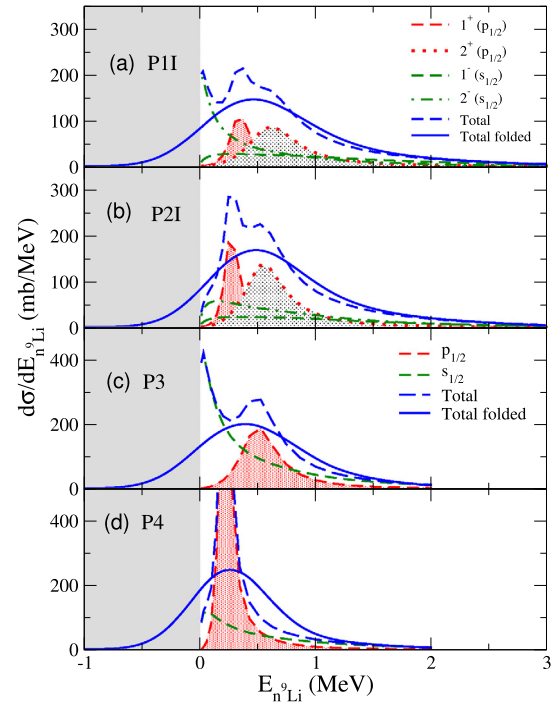 300
200
100
0
(a) P1I
1⁺ (p₁/₂)
2⁺ (p₁/₂)
1⁻ (s₁/₂)
2⁻ (s₁/₂)
Total
Total folded
300
200
100
0
(b) P2I
400
200
0
(c) P3
p₁/₂
s₁/₂
Total
Total folded
400
200
0
(d) P4
-1 0 1 2 3
E_n⁹Li (MeV)
dσ/dE_n⁹Li (mb/MeV)